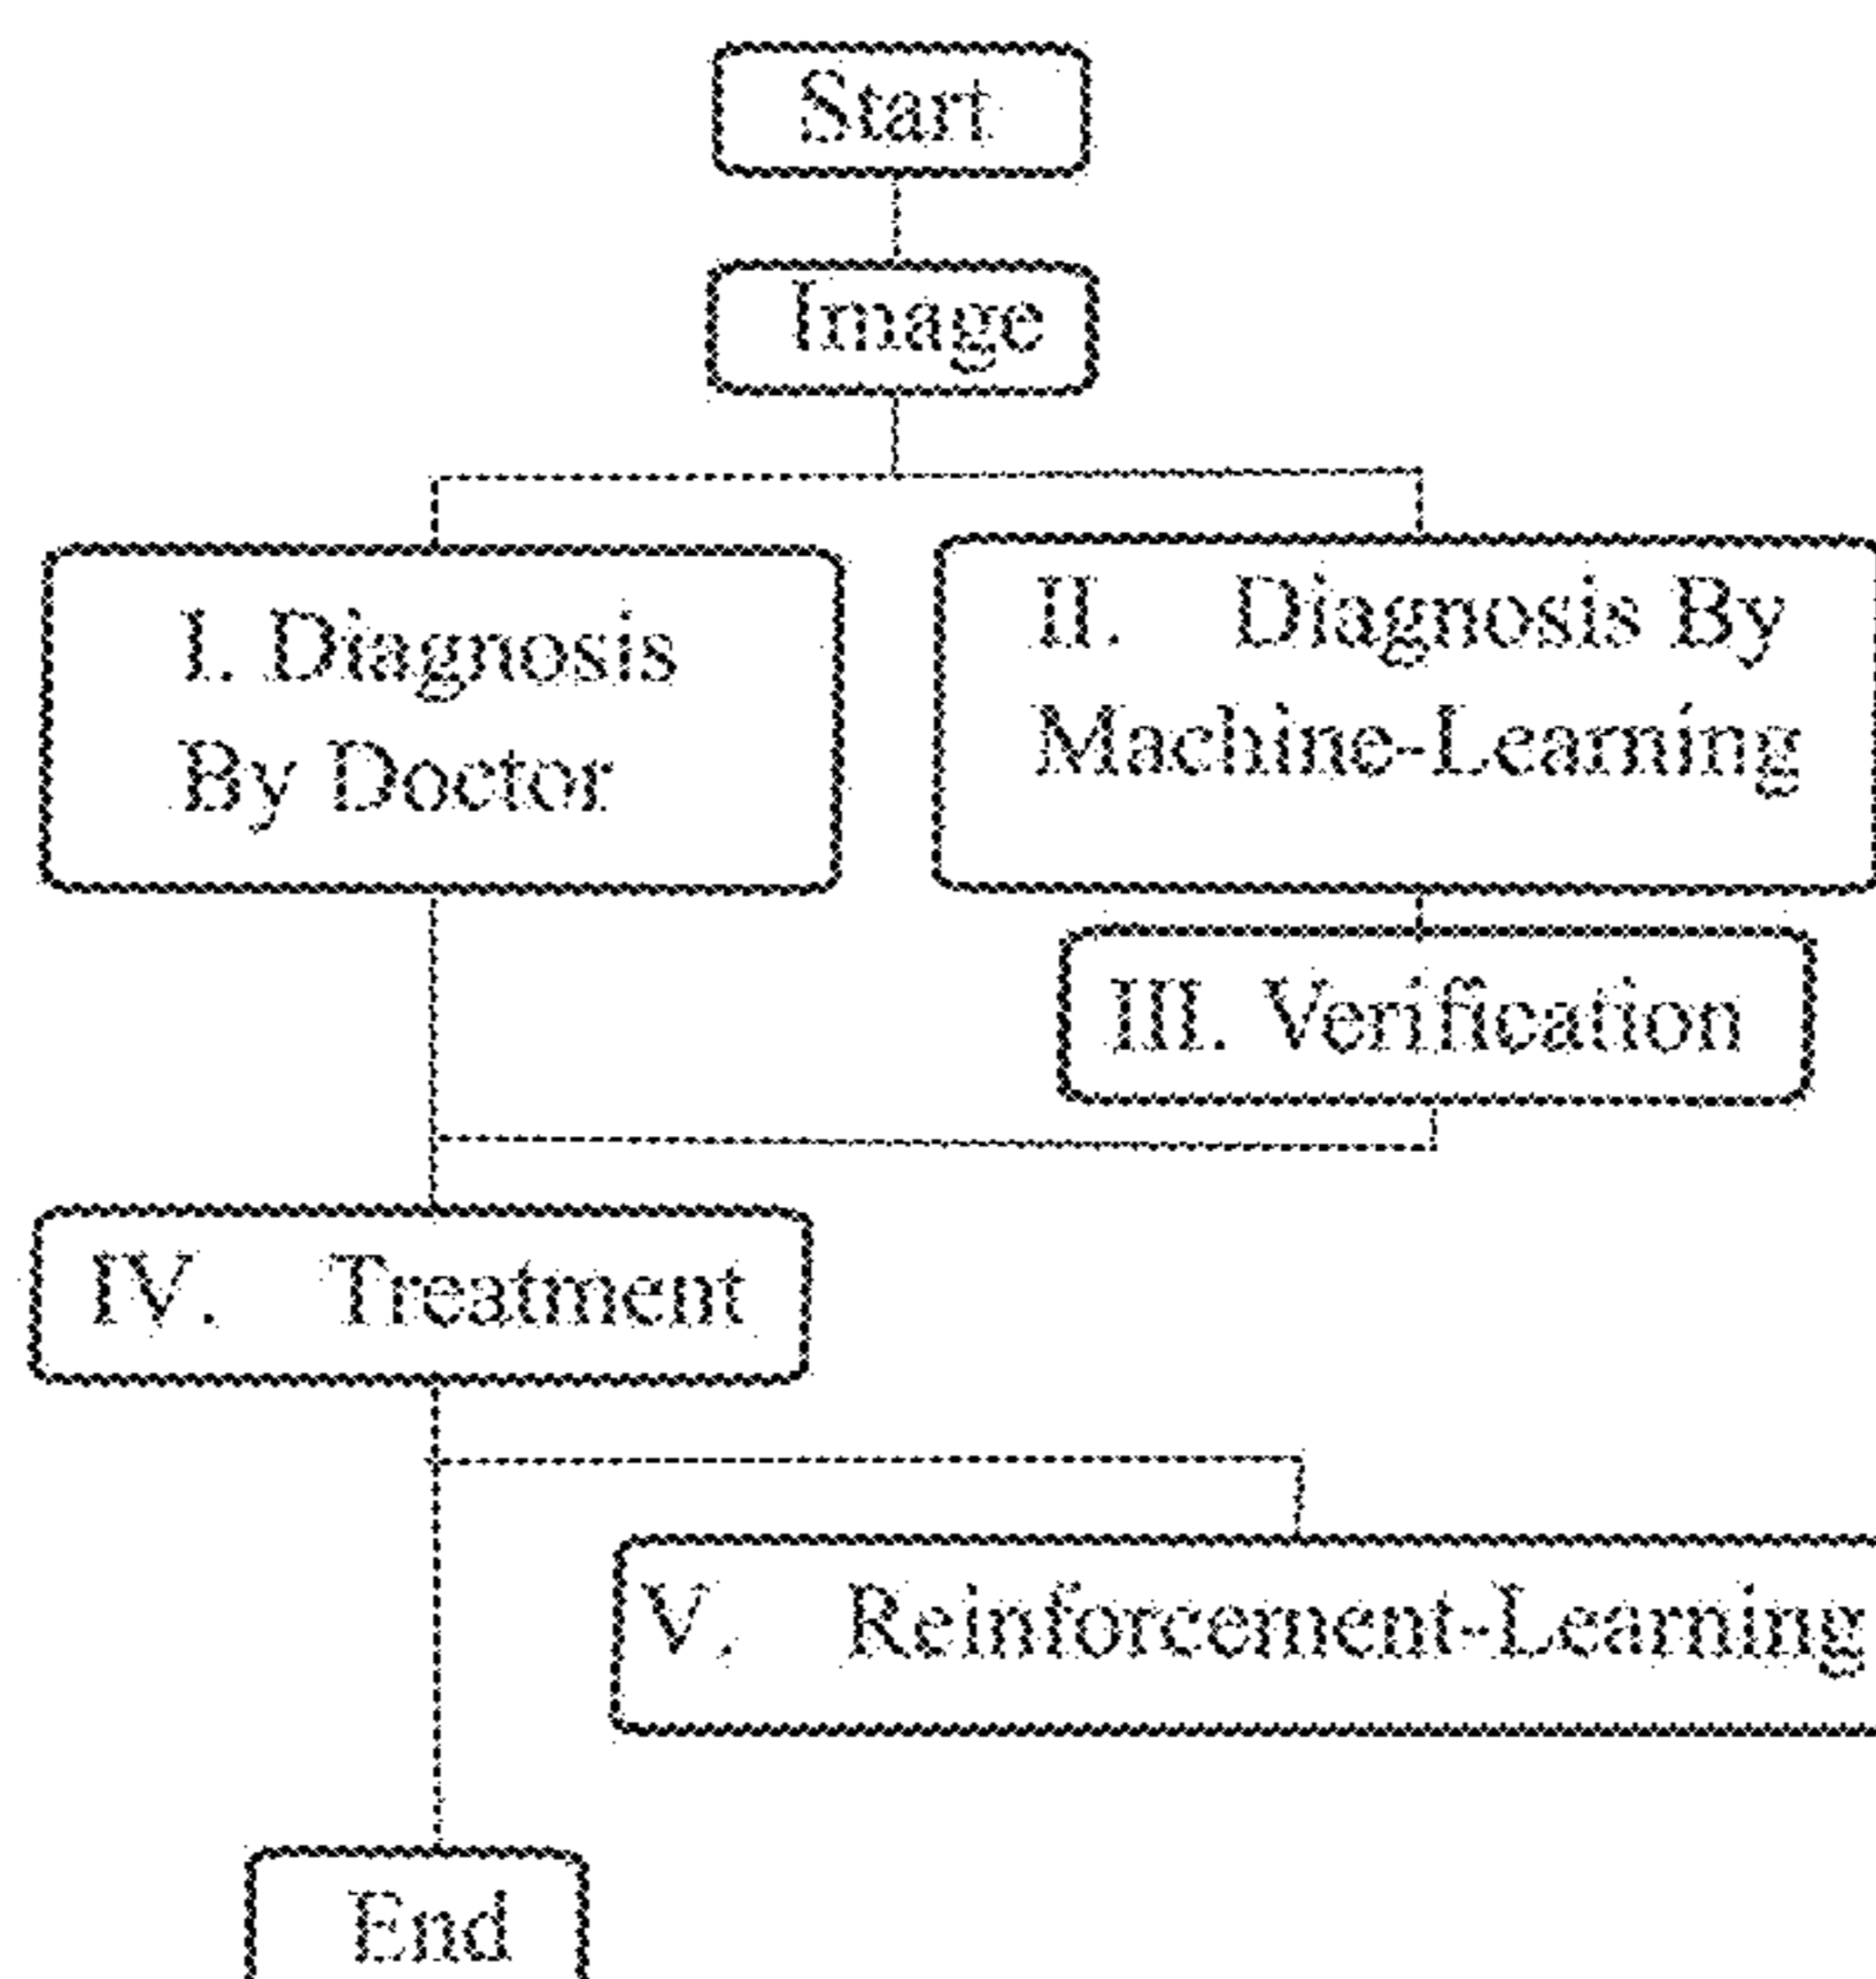 Start
Image
I. Diagnosis
By Doctor
II. Diagnosis By
Machine-Learning
III. Verification
IV. Treatment
V. Reinforcement-Learning
End